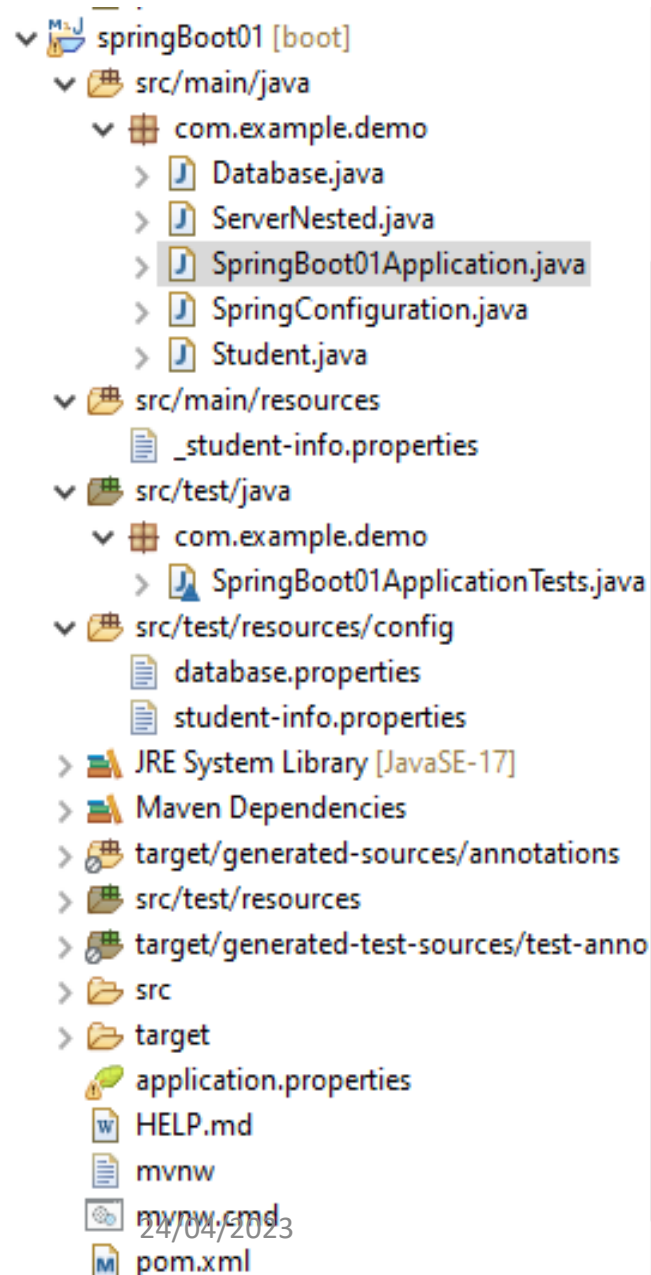 springBoot01 [boot]
src/main/java
com.example.demo
Database.java
ServerNested.java
SpringBoot01Application.java
SpringConfiguration.java
Student.java
src/main/resources
_student-info.properties
src/test/java
com.example.demo
SpringBoot01ApplicationTests.java
src/test/resources/config
database.properties
student-info.properties
JRE System Library [JavaSE-17]
Maven Dependencies
target/generated-sources/annotations
src/test/resources
target/generated-test-sources/test-anno
src
target
application.properties
HELP.md
mvnw
mvnw.cmd
24/04/2023
pom.xml